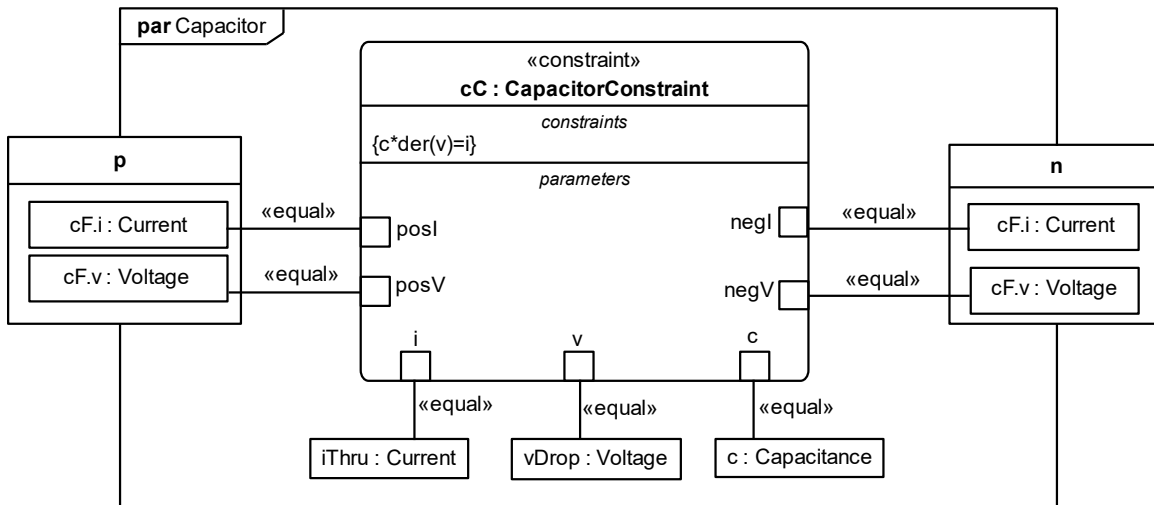 par Capacitor
«constraint»
cC : CapacitorConstraint
constraints
{c*der(v)=i}
parameters
p
cF.i : Current
cF.v : Voltage
«equal»
«equal»
posI
posV
negI
negV
«equal»
«equal»
n
cF.i : Current
cF.v : Voltage
i
v
c
«equal»
«equal»
«equal»
iThru : Current
vDrop : Voltage
c : Capacitance